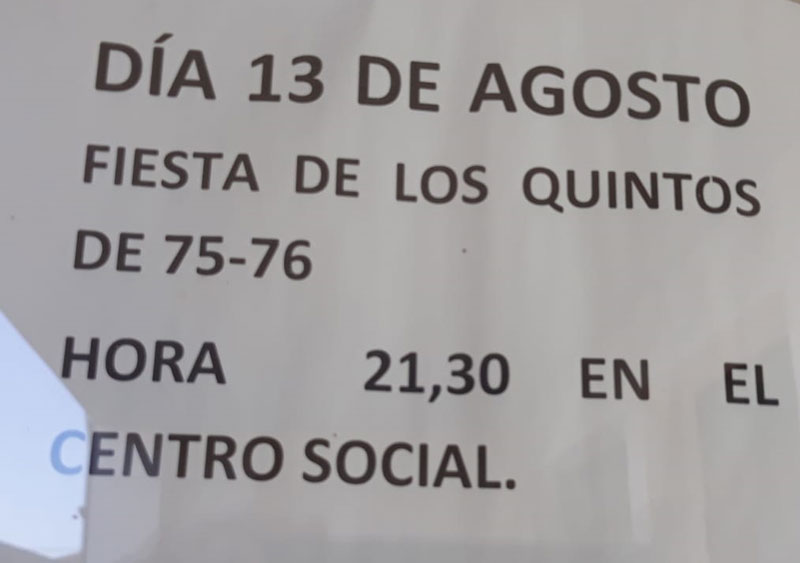 DÍA 13 DE AGOSTO
FIESTA DE LOS QUINTOS
DE 75-76
HORA 21,30 EN EL
CENTRO SOCIAL.